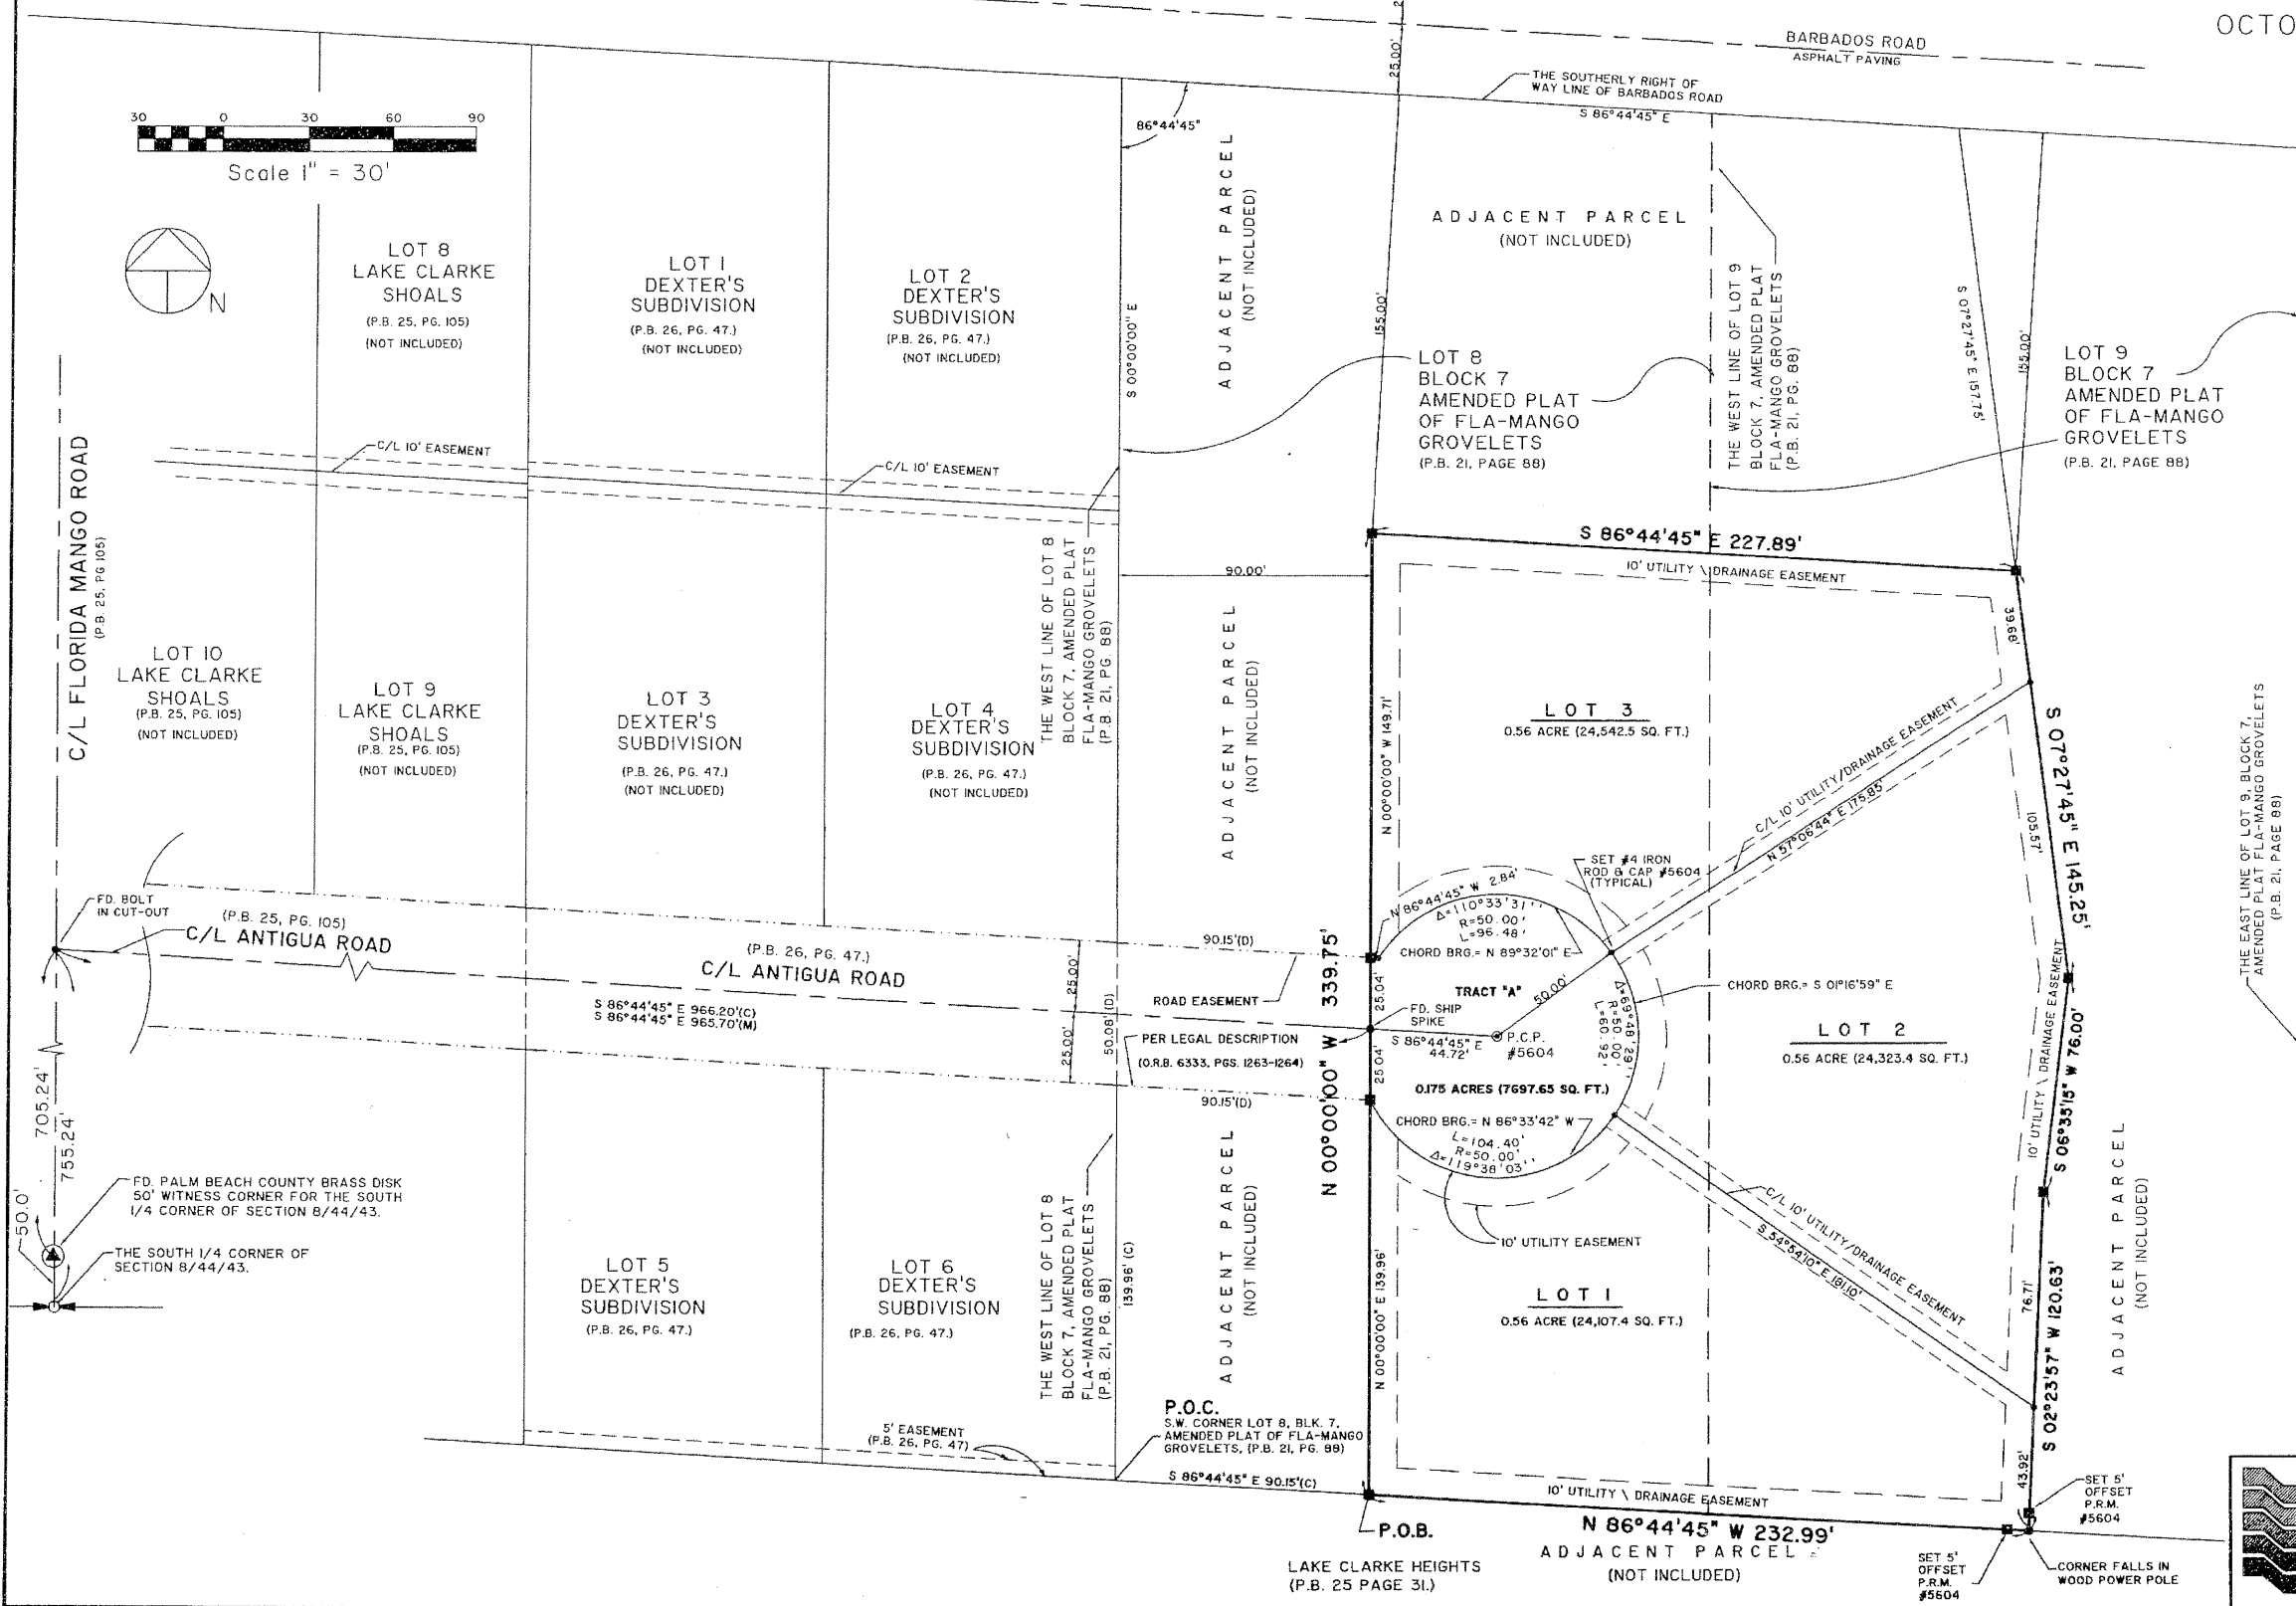 OCTO
BARBADOS ROAD
ASPHALT PAVING
THE SOUTHERLY RIGHT OF
WAY LINE OF BARBADOS ROAD
S 86°44'45" E
25.00'
30 0 30 60 90
Scale 1" = 30'
N
86°44'45"
LOT 8
LAKE CLARKE
SHOALS
(P.B. 25, PG. 105)
(NOT INCLUDED)
LOT 1
DEXTER'S
SUBDIVISION
(P.B. 26, PG. 47.)
(NOT INCLUDED)
LOT 2
DEXTER'S
SUBDIVISION
(P.B. 26, PG. 47.)
(NOT INCLUDED)
S 00°00'00" E
ADJACENT PARCEL
(NOT INCLUDED)
155.00'
ADJACENT PARCEL
(NOT INCLUDED)
THE WEST LINE OF LOT 9
BLOCK 7, AMENDED PLAT
FLA-MANGO GROVELETS
(P.B. 21, PG. 88)
S 07°27'45" E 157.75'
155.00'
LOT 8
BLOCK 7
AMENDED PLAT
OF FLA-MANGO
GROVELETS
(P.B. 21, PAGE 88)
LOT 9
BLOCK 7
AMENDED PLAT
OF FLA-MANGO
GROVELETS
(P.B. 21, PAGE 88)
C/L 10' EASEMENT
C/L 10' EASEMENT
C/L FLORIDA MANGO ROAD
(P.B. 25, PG 105)
LOT 10
LAKE CLARKE
SHOALS
(P.B. 25, PG. 105)
(NOT INCLUDED)
LOT 9
LAKE CLARKE
SHOALS
(P.B. 25, PG. 105)
(NOT INCLUDED)
LOT 3
DEXTER'S
SUBDIVISION
(P.B. 26, PG. 47.)
(NOT INCLUDED)
LOT 4
DEXTER'S
SUBDIVISION
(P.B. 26, PG. 47.)
(NOT INCLUDED)
THE WEST LINE OF LOT 8
BLOCK 7, AMENDED PLAT
FLA-MANGO GROVELETS
(P.B. 21, PG. 88)
90.00'
ADJACENT PARCEL
(NOT INCLUDED)
S 86°44'45" E 227.89'
10' UTILITY \ DRAINAGE EASEMENT
39.68'
N 00°00'00" W 149.71'
LOT 3
0.56 ACRE (24,542.5 SQ. FT.)
C/L 10' UTILITY/DRAINAGE EASEMENT
N 57°06'44" E 175.85'
S 07°27'45" E 145.25'
105.57'
THE EAST LINE OF LOT 9, BLOCK 7,
AMENDED PLAT FLA-MANGO GROVELETS
(P.B. 21, PAGE 88)
SET #4 IRON
ROD & CAP #5604
(TYPICAL)
FD. BOLT
IN CUT-OUT
(P.B. 25, PG. 105)
C/L ANTIGUA ROAD
(P.B. 26, PG. 47.)
C/L ANTIGUA ROAD
S 86°44'45" E 966.20'(C)
S 86°44'45" E 965.70'(M)
25.00'
25.00'
50.08' (D)
90.15'(D)
ROAD EASEMENT
PER LEGAL DESCRIPTION
(O.R.B. 6333, PGS. 1263-1264)
90.15'(D)
N 00°00'00" W 339.75'
25.04'
25.04'
N 86°44'45" W 2.84'
Δ=110°33'31''
R=50.00'
L=96.48'
CHORD BRG.= N 89°32'01" E
TRACT "A"
50.00'
FD. SHIP
SPIKE
S 86°44'45" E
44.72'
P.C.P.
#5604
Δ=69°48'29''
R=50.00'
L=60.92'
CHORD BRG.= S 01°16'59" E
0.175 ACRES (7697.65 SQ. FT.)
CHORD BRG.= N 86°33'42" W
L=104.40'
R=50.00'
Δ=119°38'03''
LOT 2
0.56 ACRE (24,323.4 SQ. FT.)
10' UTILITY \ DRAINAGE EASEMENT
S 06°35'15" W 76.00'
705.24'
755.24'
50.0'
FD. PALM BEACH COUNTY BRASS DISK
50' WITNESS CORNER FOR THE SOUTH
1/4 CORNER OF SECTION 8/44/43.
THE SOUTH 1/4 CORNER OF
SECTION 8/44/43.
LOT 5
DEXTER'S
SUBDIVISION
(P.B. 26, PG. 47.)
LOT 6
DEXTER'S
SUBDIVISION
(P.B. 26, PG. 47.)
THE WEST LINE OF LOT 8
BLOCK 7, AMENDED PLAT
FLA-MANGO GROVELETS
(P.B. 21, PG. 88)
139.96' (C)
ADJACENT PARCEL
(NOT INCLUDED)
N 00°00'00" E 139.96'
10' UTILITY EASEMENT
LOT 1
0.56 ACRE (24,107.4 SQ. FT.)
C/L 10' UTILITY/DRAINAGE EASEMENT
S 54°54'10" E 181.10'
76.71'
S 02°23'57" W 120.63'
43.92'
ADJACENT PARCEL
(NOT INCLUDED)
5' EASEMENT
(P.B. 26, PG. 47)
P.O.C.
S.W. CORNER LOT 8, BLK. 7,
AMENDED PLAT OF FLA-MANGO
GROVELETS, (P.B. 21, PG. 88)
S 86°44'45" E 90.15'(C)
10' UTILITY \ DRAINAGE EASEMENT
P.O.B.
N 86°44'45" W 232.99'
ADJACENT PARCEL
(NOT INCLUDED)
LAKE CLARKE HEIGHTS
(P.B. 25 PAGE 31.)
SET 5'
OFFSET
P.R.M.
#5604
SET 5'
OFFSET
P.R.M.
#5604
CORNER FALLS IN
WOOD POWER POLE